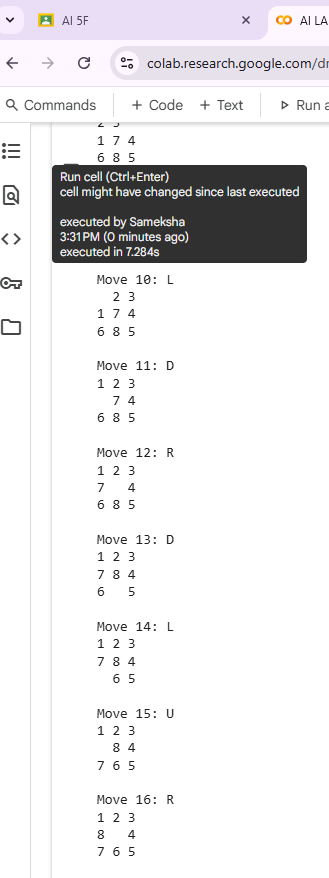 AI 5F
AI LA
colab.research.google.com/dr
Commands
+ Code
+ Text
Run a
1 7 4
6 8 5
Run cell (Ctrl+Enter)
cell might have changed since last executed
executed by Sameksha
3:31 PM (0 minutes ago)
executed in 7.284s
Move 10: L
  2 3
1 7 4
6 8 5
Move 11: D
1 2 3
  7 4
6 8 5
Move 12: R
1 2 3
7   4
6 8 5
Move 13: D
1 2 3
7 8 4
6   5
Move 14: L
1 2 3
7 8 4
  6 5
Move 15: U
1 2 3
  8 4
7 6 5
Move 16: R
1 2 3
8   4
7 6 5